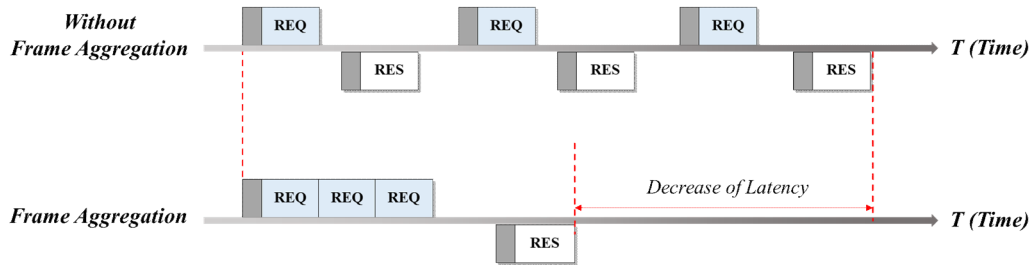 Without
Frame Aggregation
REQ
REQ
REQ
T (Time)
RES
RES
RES
Decrease of Latency
REQ REQ REQ
Frame Aggregation
T (Time)
RES